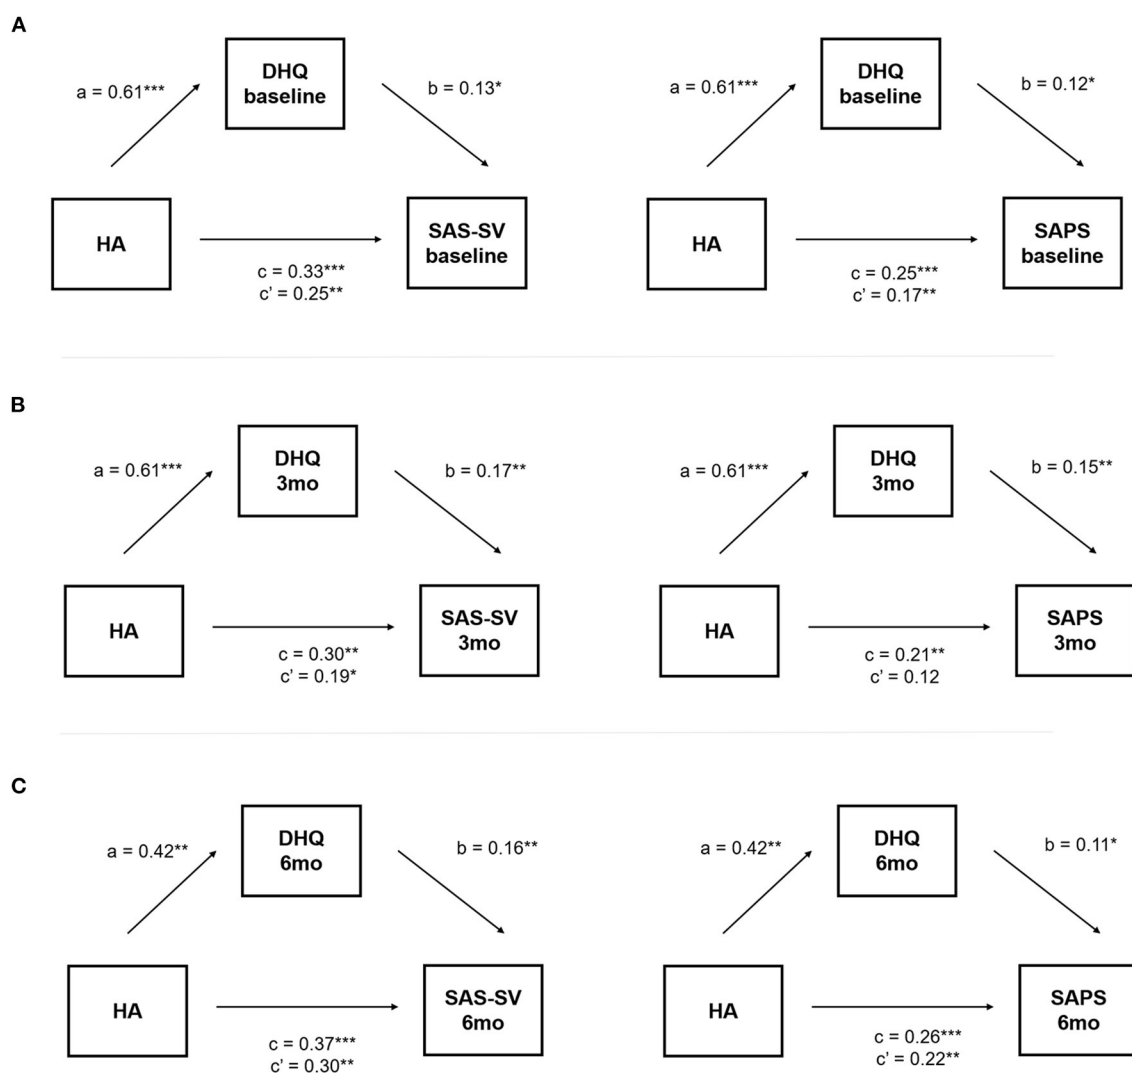 A
DHQ
baseline
a = 0.61***
b = 0.13*
HA
SAS-SV
baseline
c = 0.33***
c’ = 0.25**
DHQ
baseline
a = 0.61***
b = 0.12*
HA
SAPS
baseline
c = 0.25***
c’ = 0.17**
B
DHQ
3mo
a = 0.61***
b = 0.17**
HA
SAS-SV
3mo
c = 0.30**
c’ = 0.19*
DHQ
3mo
a = 0.61***
b = 0.15**
HA
SAPS
3mo
c = 0.21**
c’ = 0.12
C
DHQ
6mo
a = 0.42**
b = 0.16**
HA
SAS-SV
6mo
c = 0.37***
c’ = 0.30**
DHQ
6mo
a = 0.42**
b = 0.11*
HA
SAPS
6mo
c = 0.26***
c’ = 0.22**